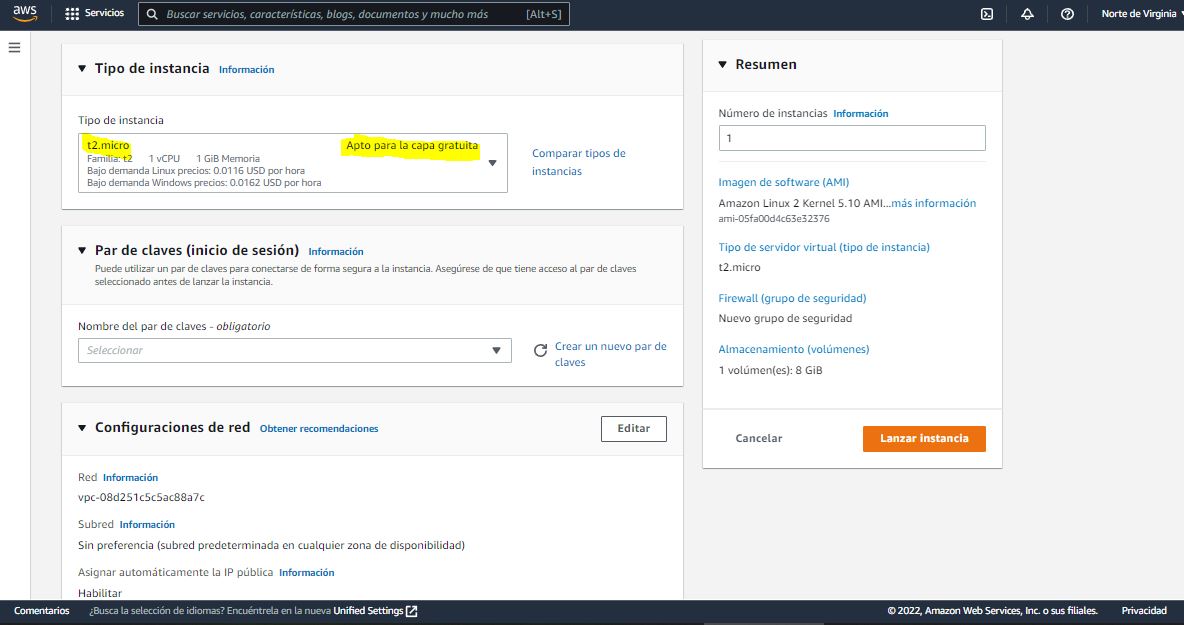 aws
Servicios
Buscar servicios, características, blogs, documentos y mucho más
[Alt+S]
Norte de Virginia
Tipo de instancia Información
Tipo de instancia
t2.micro Apto para la capa gratuita
Familia: t2 1 vCPU 1 GiB Memoria
Bajo demanda Linux precios: 0.0116 USD por hora
Bajo demanda Windows precios: 0.0162 USD por hora
Comparar tipos de
instancias
Par de claves (inicio de sesión) Información
Puede utilizar un par de claves para conectarse de forma segura a la instancia. Asegúrese de que tiene acceso al par de claves
seleccionado antes de lanzar la instancia.
Nombre del par de claves - obligatorio
Seleccionar
Crear un nuevo par de
claves
Configuraciones de red Obtener recomendaciones
Editar
Red Información
vpc-08d251c5c5ac88a7c
Subred Información
Sin preferencia (subred predeterminada en cualquier zona de disponibilidad)
Asignar automáticamente la IP pública Información
Habilitar
Resumen
Número de instancias Información
1
Imagen de software (AMI)
Amazon Linux 2 Kernel 5.10 AMI...más información
ami-05fa00d4c63e32376
Tipo de servidor virtual (tipo de instancia)
t2.micro
Firewall (grupo de seguridad)
Nuevo grupo de seguridad
Almacenamiento (volúmenes)
1 volúmen(es): 8 GiB
Cancelar
Lanzar instancia
Comentarios
¿Busca la selección de idiomas? Encuéntrela en la nueva Unified Settings
© 2022, Amazon Web Services, Inc. o sus filiales.
Privacidad